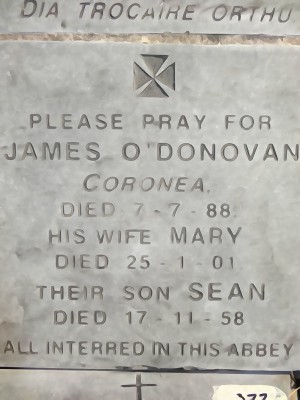 DIA TROCAIRE ORTHU
PLEASE PRAY FOR
JAMES O'DONOVAN
CORONEA.
DIED 7-7-88
HIS WIFE MARY
DIED 25-1-01
THEIR SON SEAN
DIED 17-11-58
ALL INTERRED IN THIS ABBEY